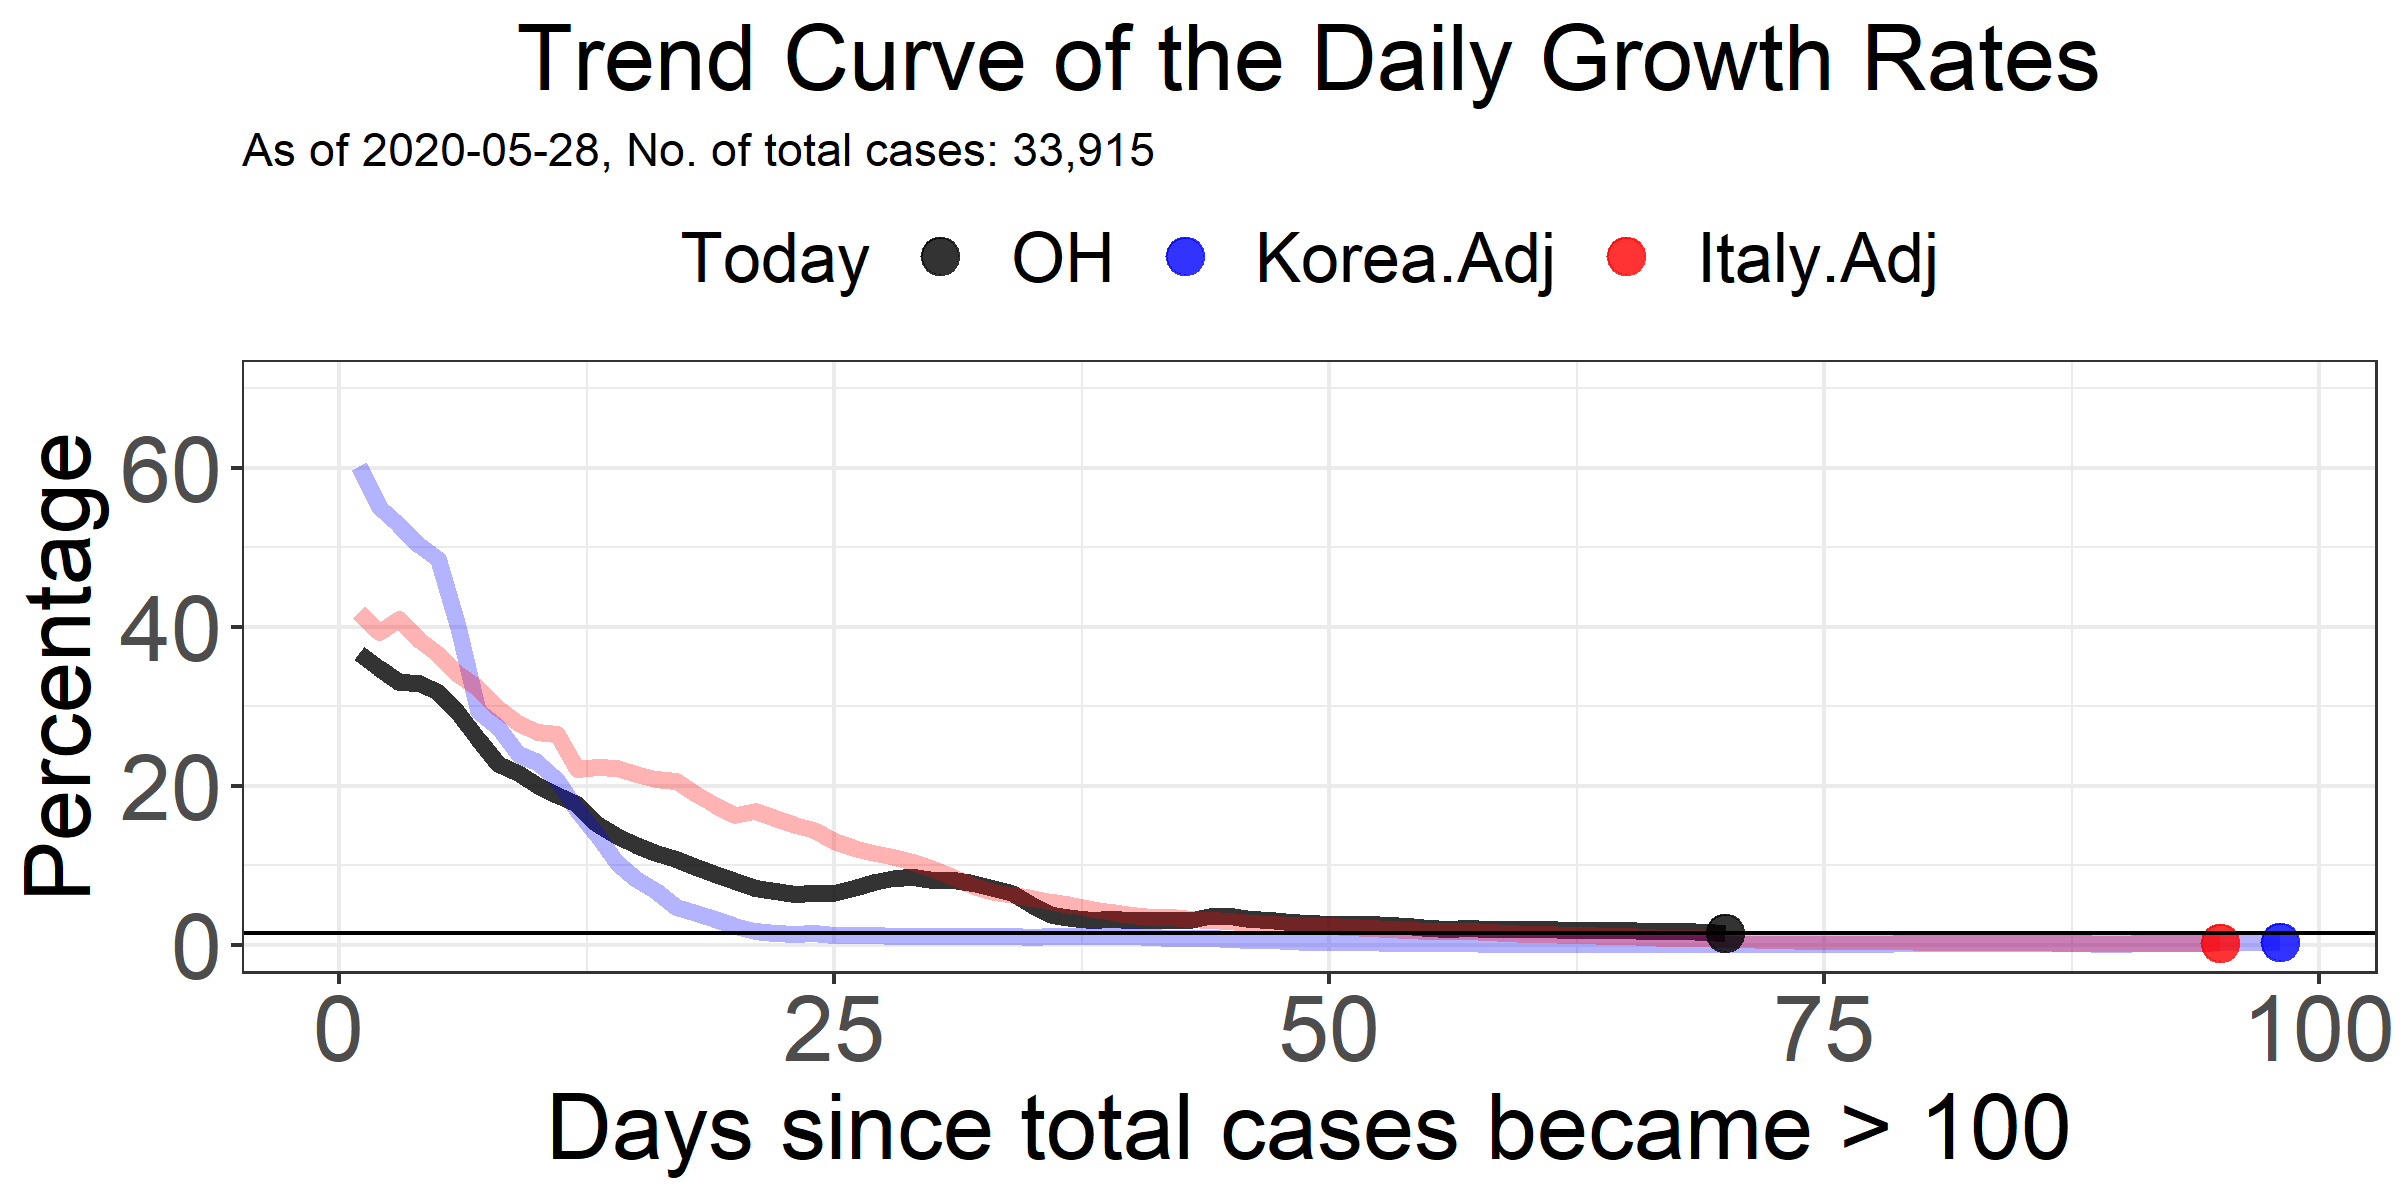 Trend Curve of the Daily Growth Rates
As of 2020-05-28, No. of total cases: 33,915
Today OH Korea.Adj Italy.Adj
Percentage
60
40
20
0
0 25 50 75 100
Days since total cases became > 100